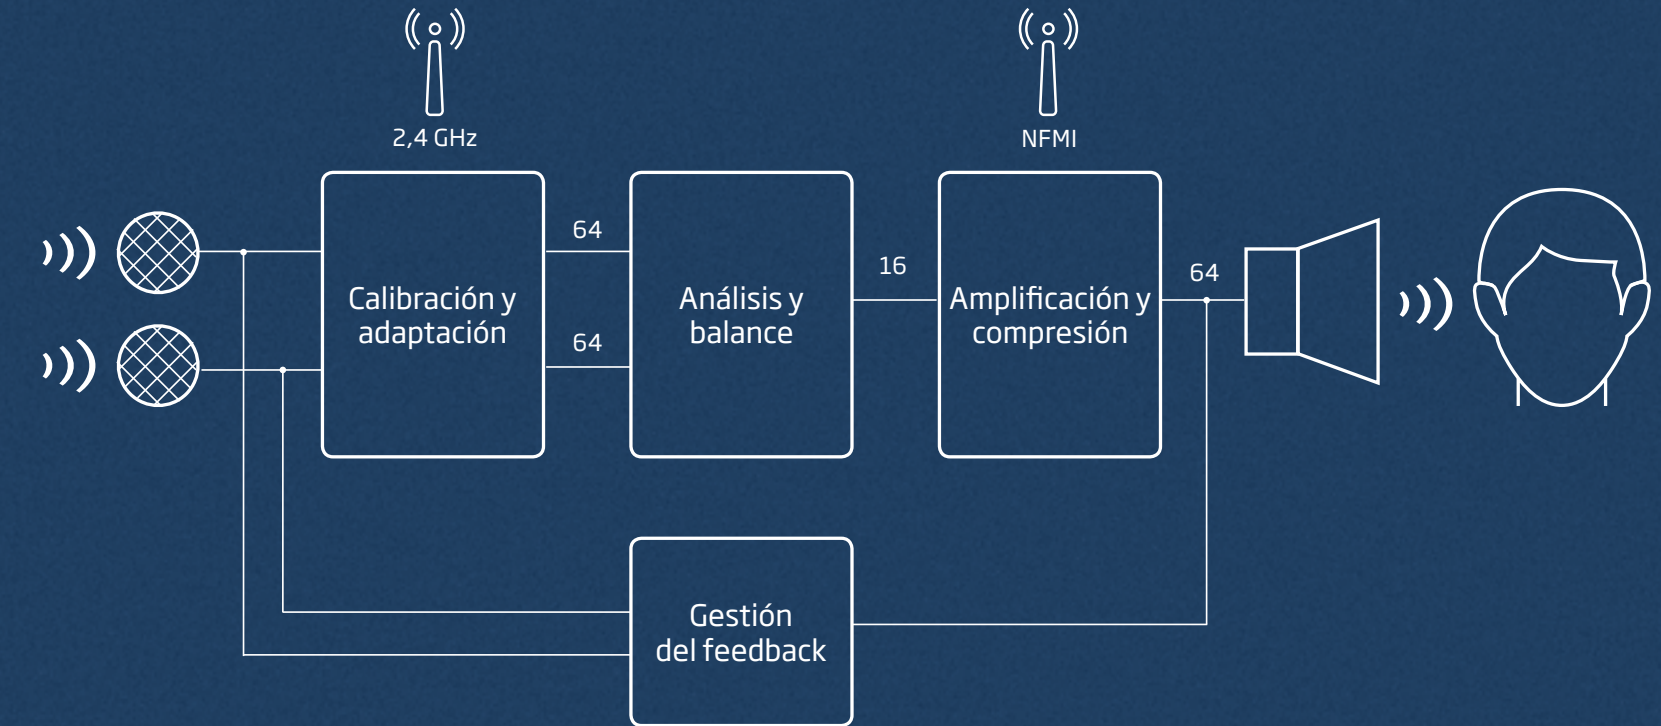 2,4 GHz
NFMI
Calibración y
adaptación
64
64
Análisis y
balance
16
Amplificación y
compresión
64
Gestión
del feedback